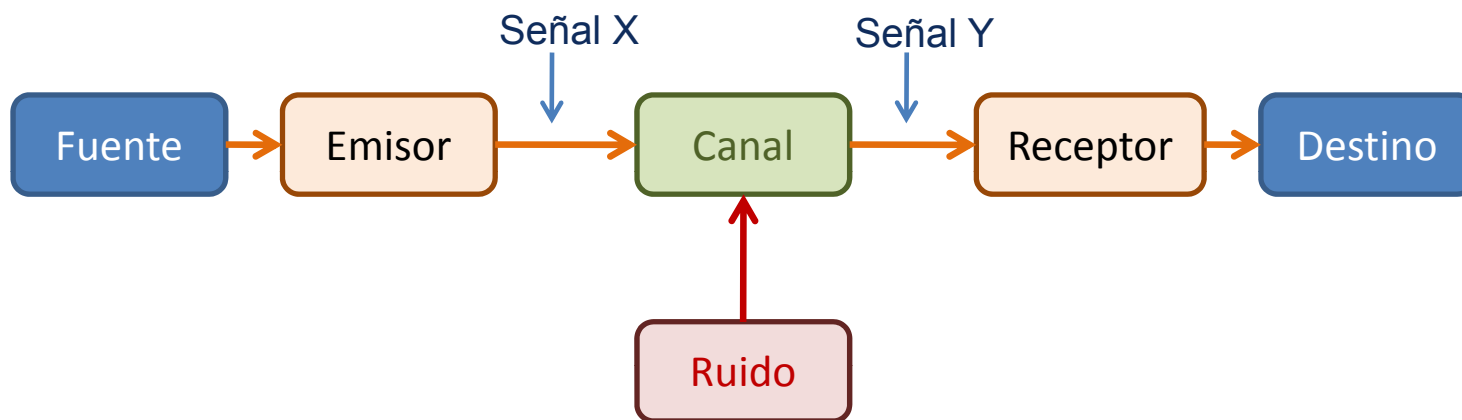 Señal X
Señal Y
Fuente
Emisor
Canal
Receptor
Destino
Ruido